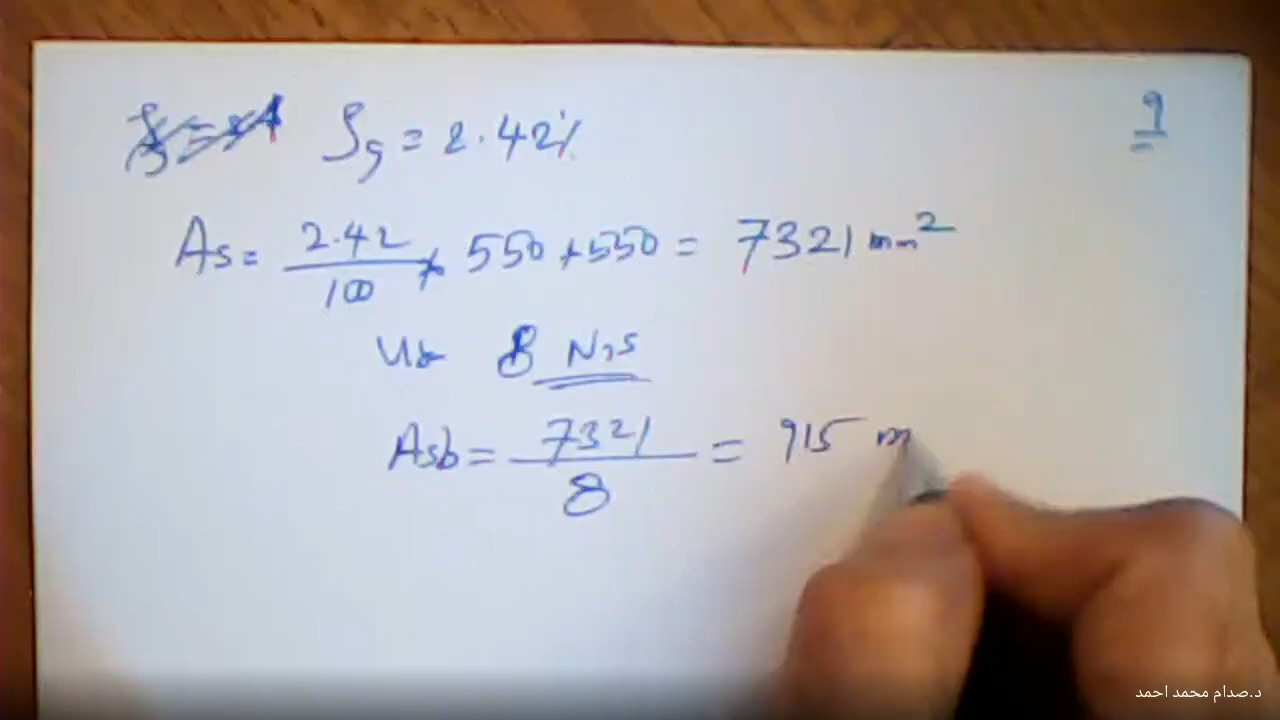 9
ρg = 2.42%
As = 2.42/100 × 550 × 550 = 7321 mm²
Use 8 Nos
Asb = 7321/8 = 915 m
د.صدام محمد احمد